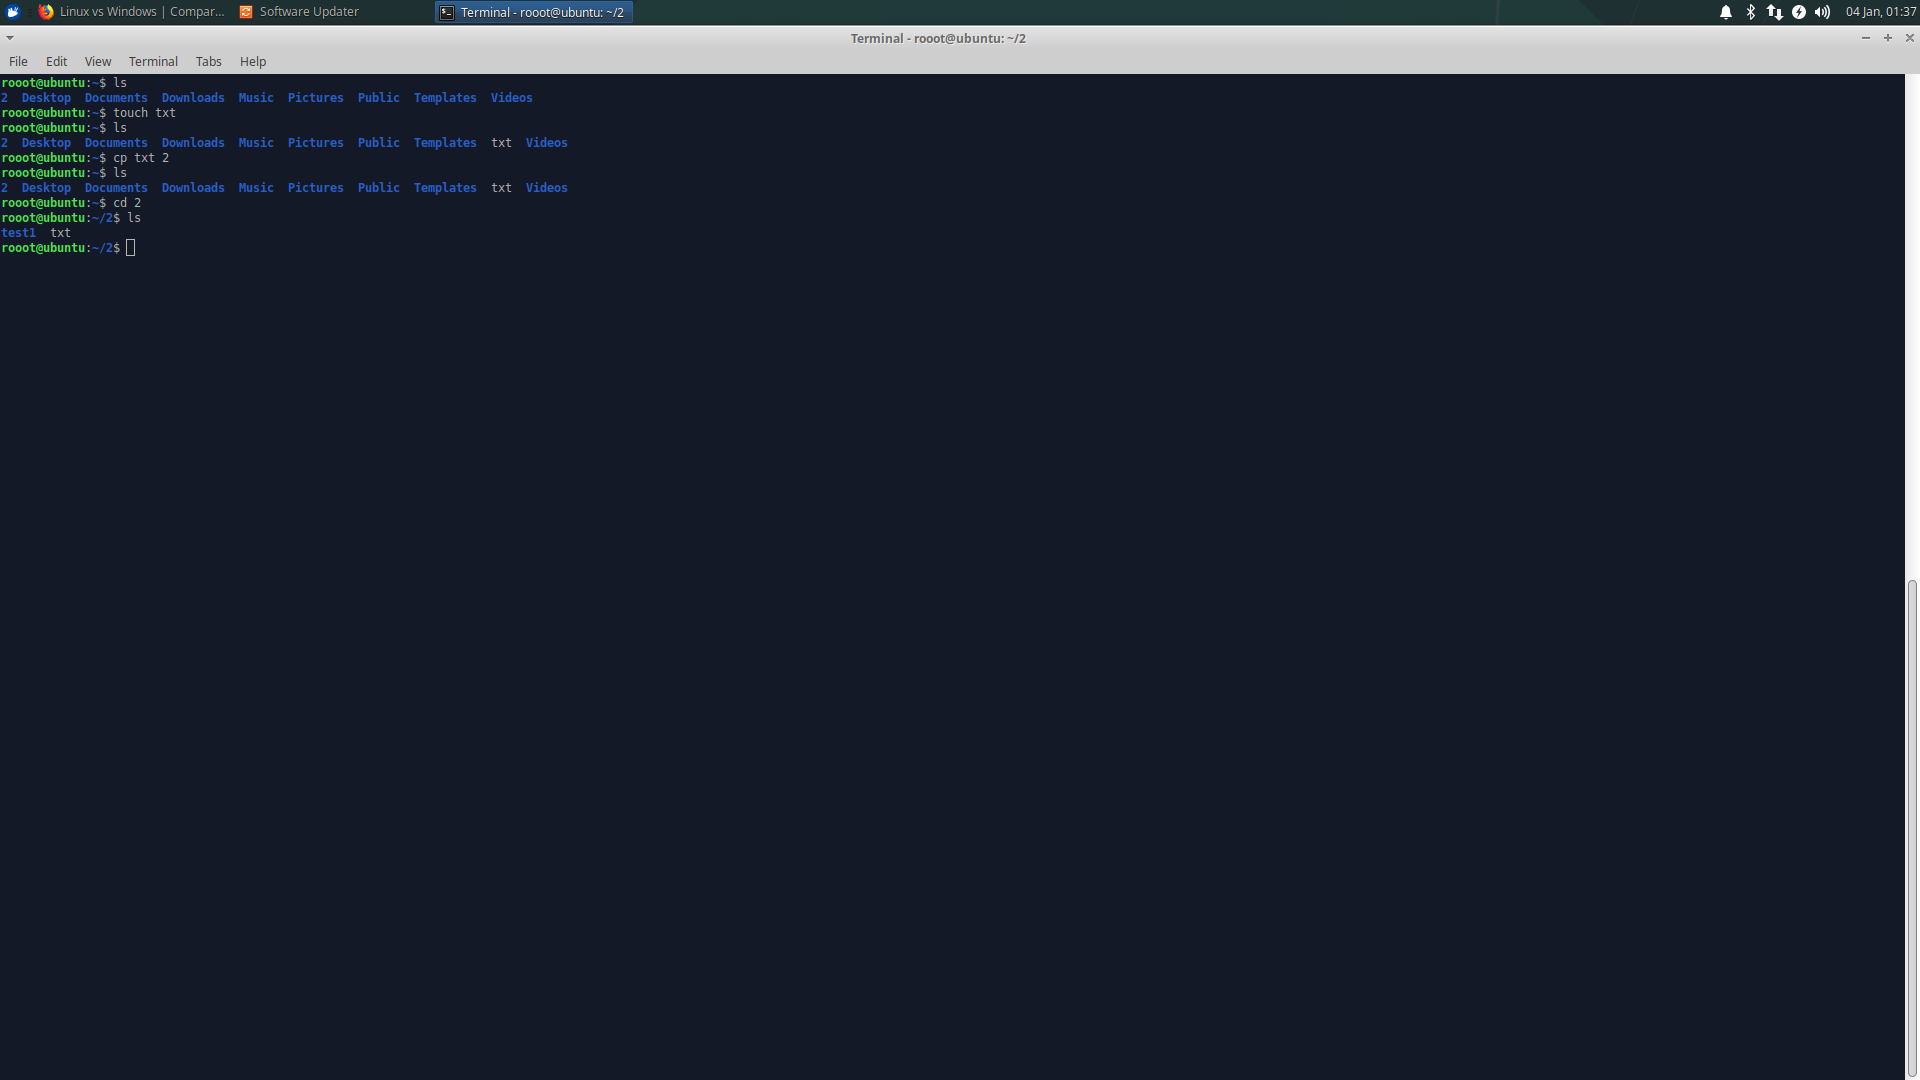 Linux vs Windows | Compar... Software Updater Terminal - rooot@ubuntu: ~/2 04 Jan, 01:37
Terminal - rooot@ubuntu: ~/2
File Edit View Terminal Tabs Help
rooot@ubuntu:~$ ls
2 Desktop Documents Downloads Music Pictures Public Templates Videos
rooot@ubuntu:~$ touch txt
rooot@ubuntu:~$ ls
2 Desktop Documents Downloads Music Pictures Public Templates txt Videos
rooot@ubuntu:~$ cp txt 2
rooot@ubuntu:~$ ls
2 Desktop Documents Downloads Music Pictures Public Templates txt Videos
rooot@ubuntu:~$ cd 2
rooot@ubuntu:~/2$ ls
test1 txt
rooot@ubuntu:~/2$